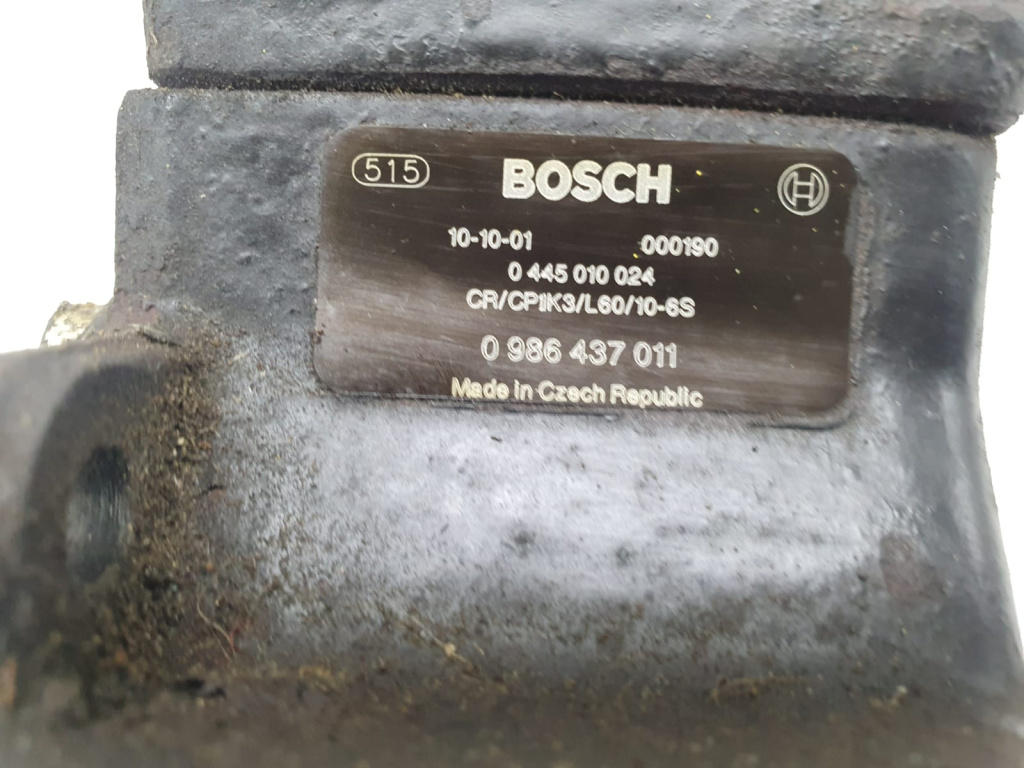 515 BOSCH
10-10-01 000190
0 445 010 024
CR/CP1K3/L60/10-6S
0 986 437 011
Made in Czech Republic